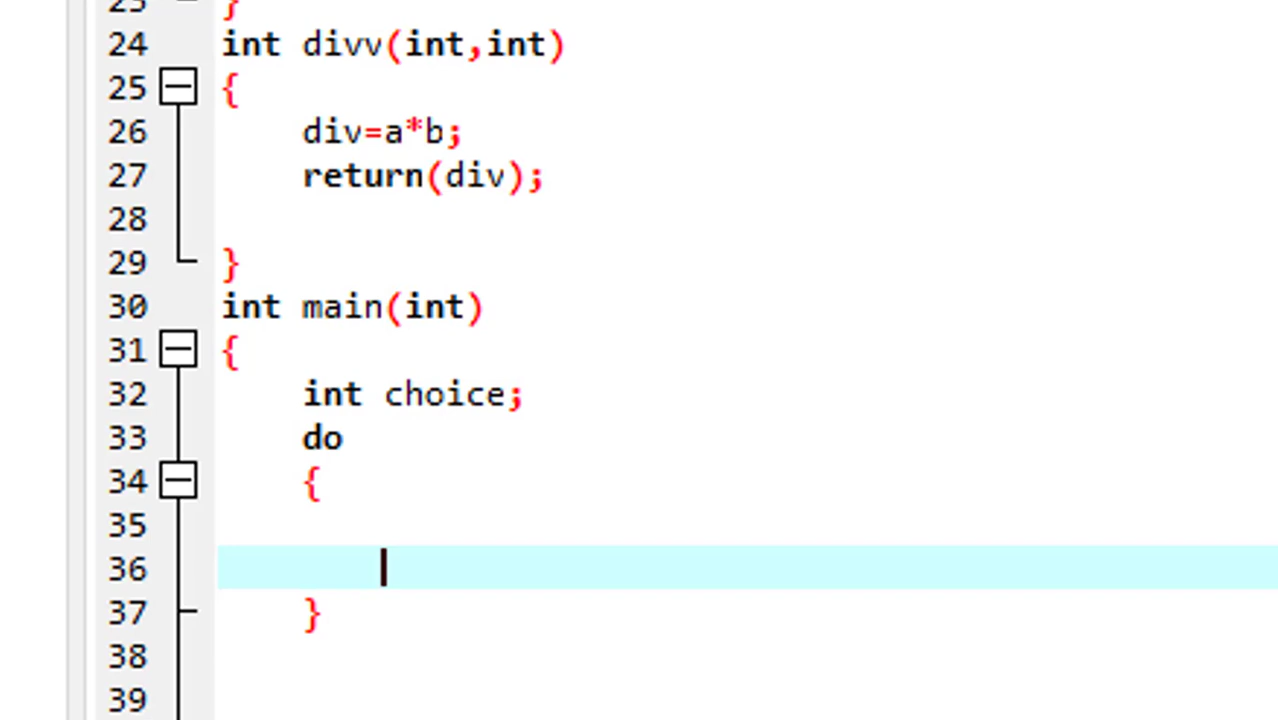 23 }
24 int divv(int,int)
25 {
26 div=a*b;
27 return(div);
28
29 }
30 int main(int)
31 {
32 int choice;
33 do
34 {
35
36
37 }
38
39